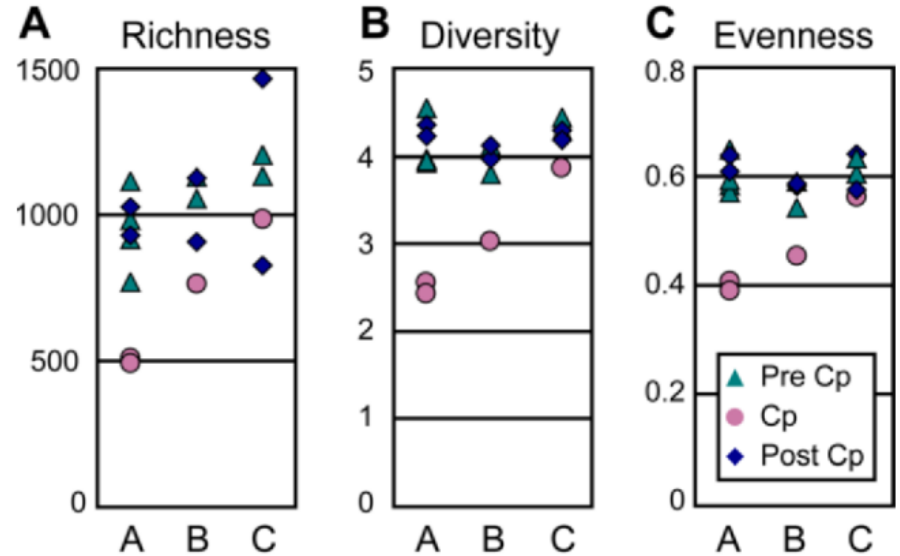 A Richness
1500
1000
500
0
A B C
B Diversity
5
4
3
2
1
0
A B C
C Evenness
0.8
0.6
0.4
0.2
0
Pre Cp
Cp
Post Cp
A B C